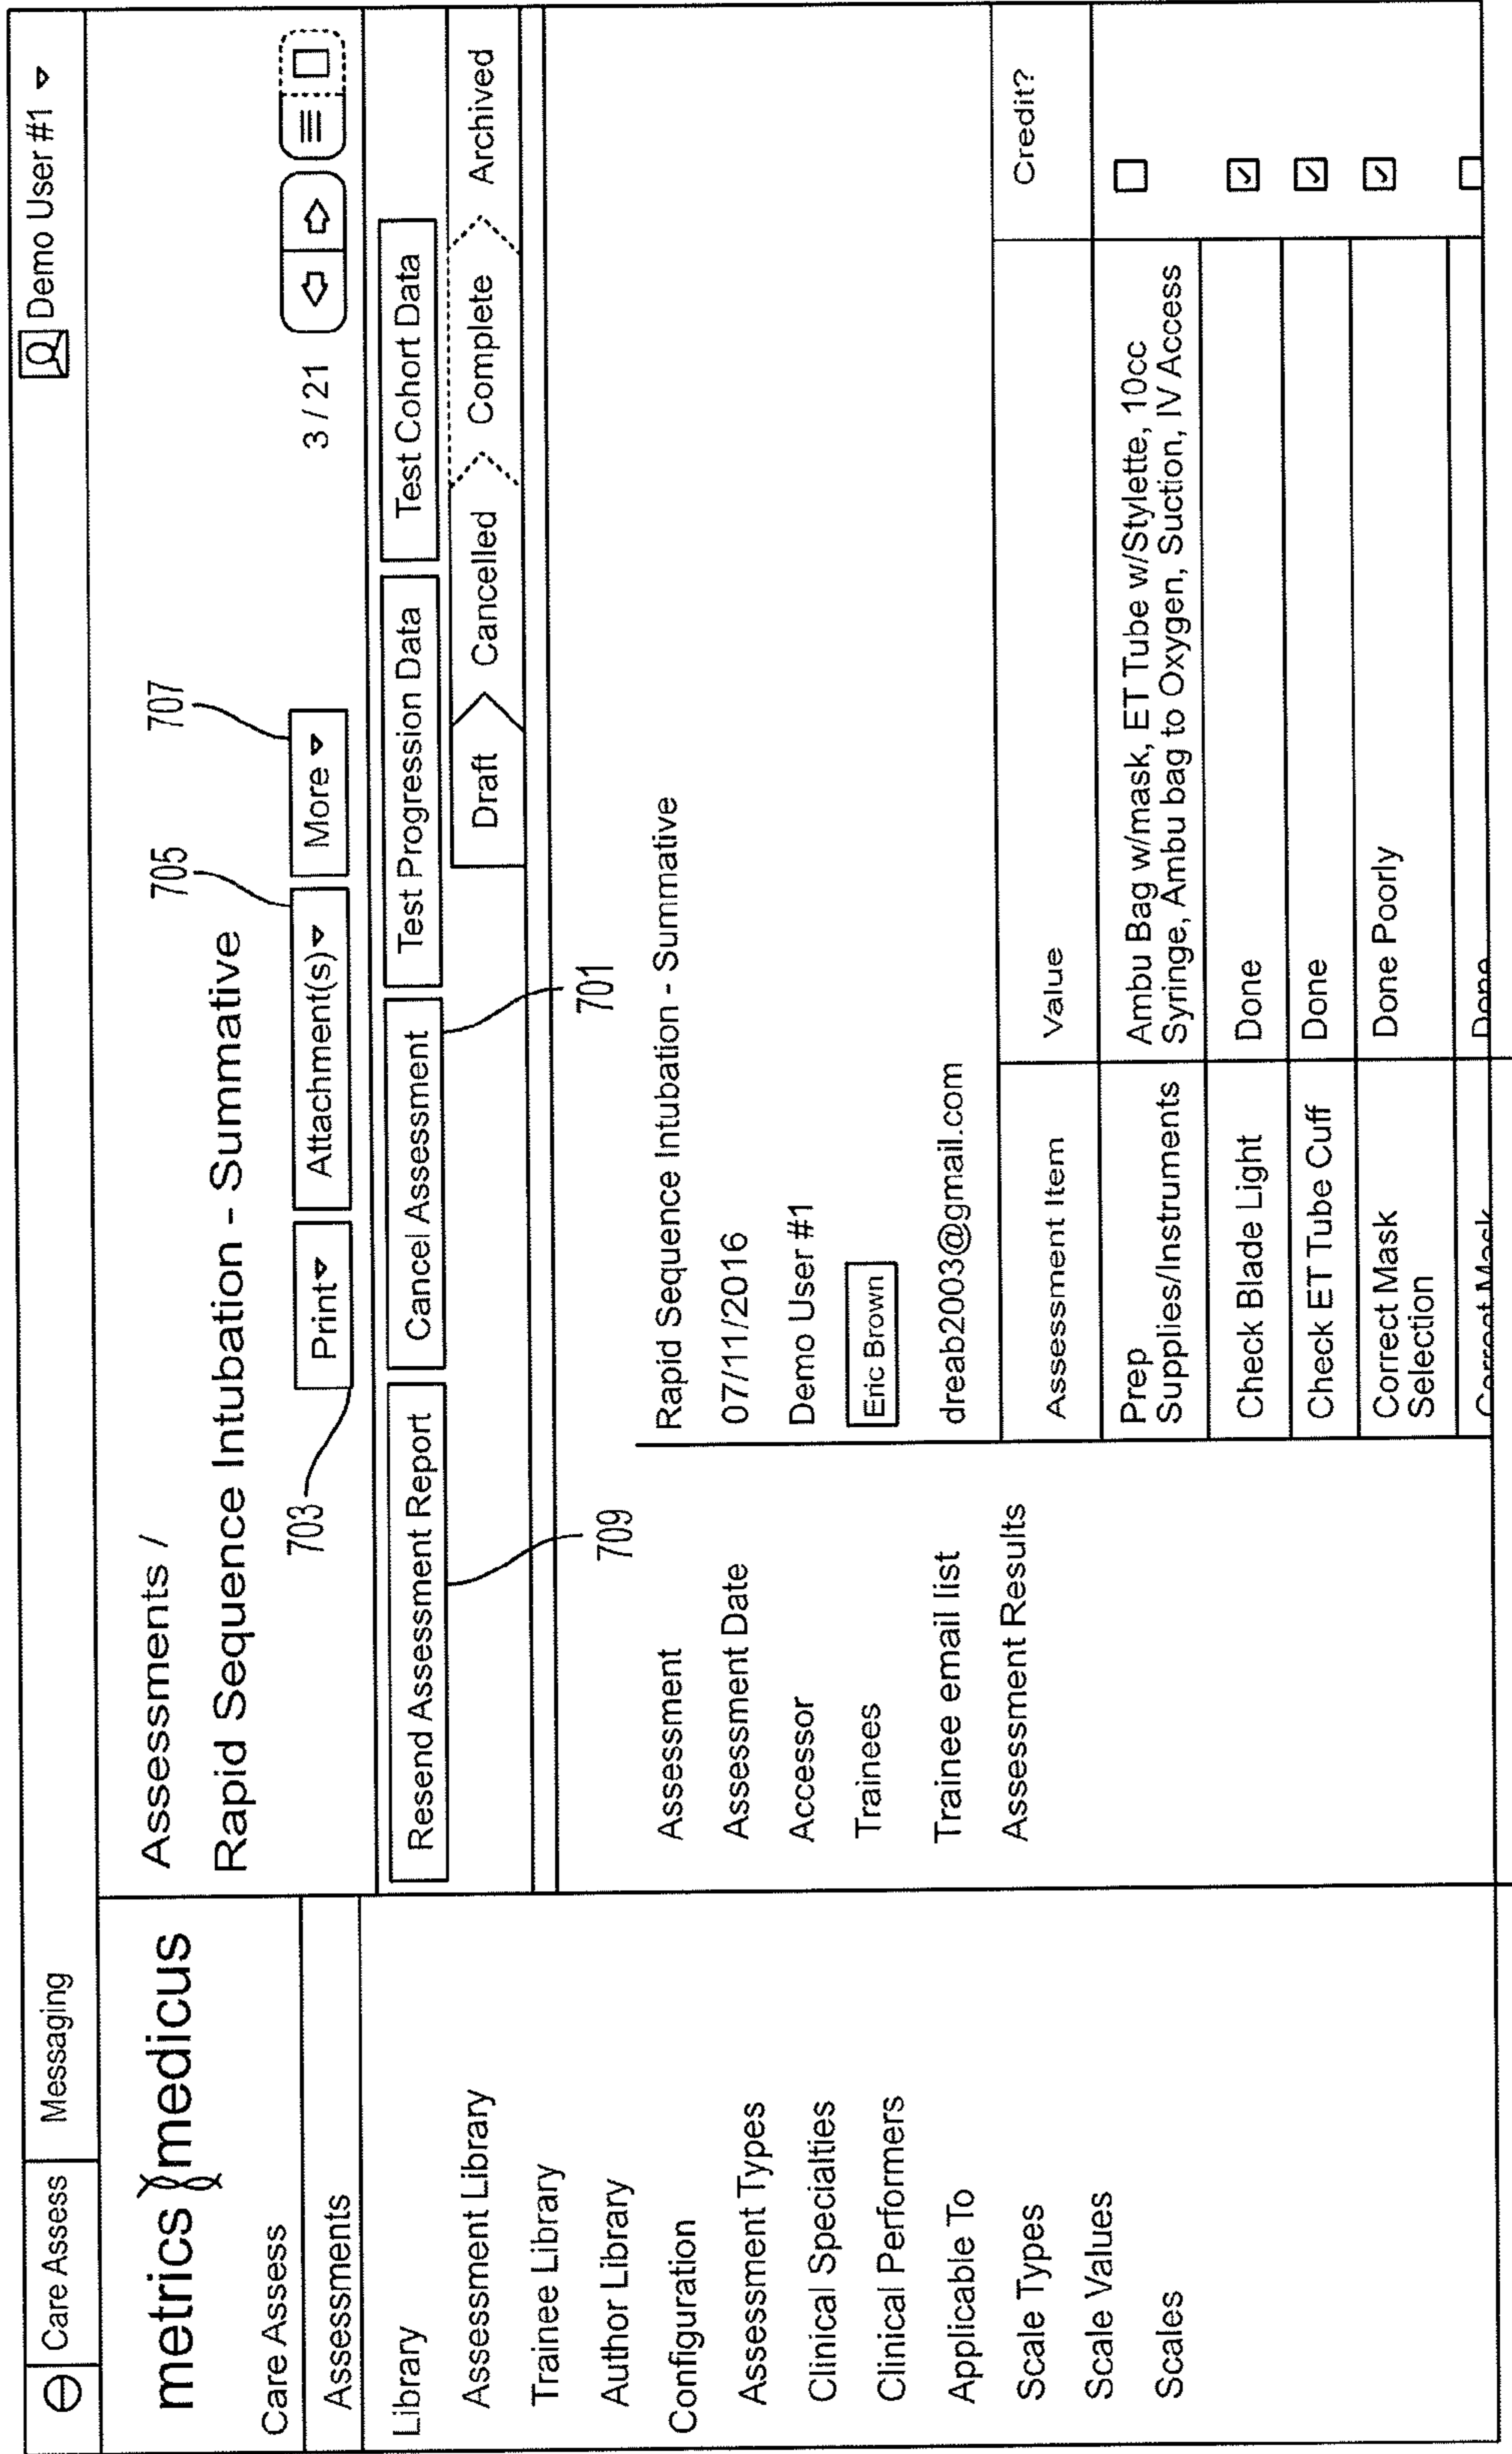 Care Assess Messaging Demo User #1
metrics medicus
Care Assess
Assessments
Library
Assessment Library
Trainee Library
Author Library
Configuration
Assessment Types
Clinical Specialties
Clinical Performers
Applicable To
Scale Types
Scale Values
Scales
Assessments /
Rapid Sequence Intubation - Summative
703 Print Attachment(s) 705 More 707 3 / 21
Resend Assessment Report Cancel Assessment Test Progression Data Test Cohort Data
Draft Cancelled Complete Archived
709 701
Assessment Rapid Sequence Intubation - Summative
Assessment Date 07/11/2016
Accessor Demo User #1
Trainees Eric Brown
Trainee email list dreab2003@gmail.com
Assessment Results
Assessment Item Value Credit?
Prep Ambu Bag w/mask, ET Tube w/Stylette, 10cc
Supplies/Instruments Syringe, Ambu bag to Oxygen, Suction, IV Access
Check Blade Light Done
Check ET Tube Cuff Done
Correct Mask Done Poorly
Selection
Correct Mask Done